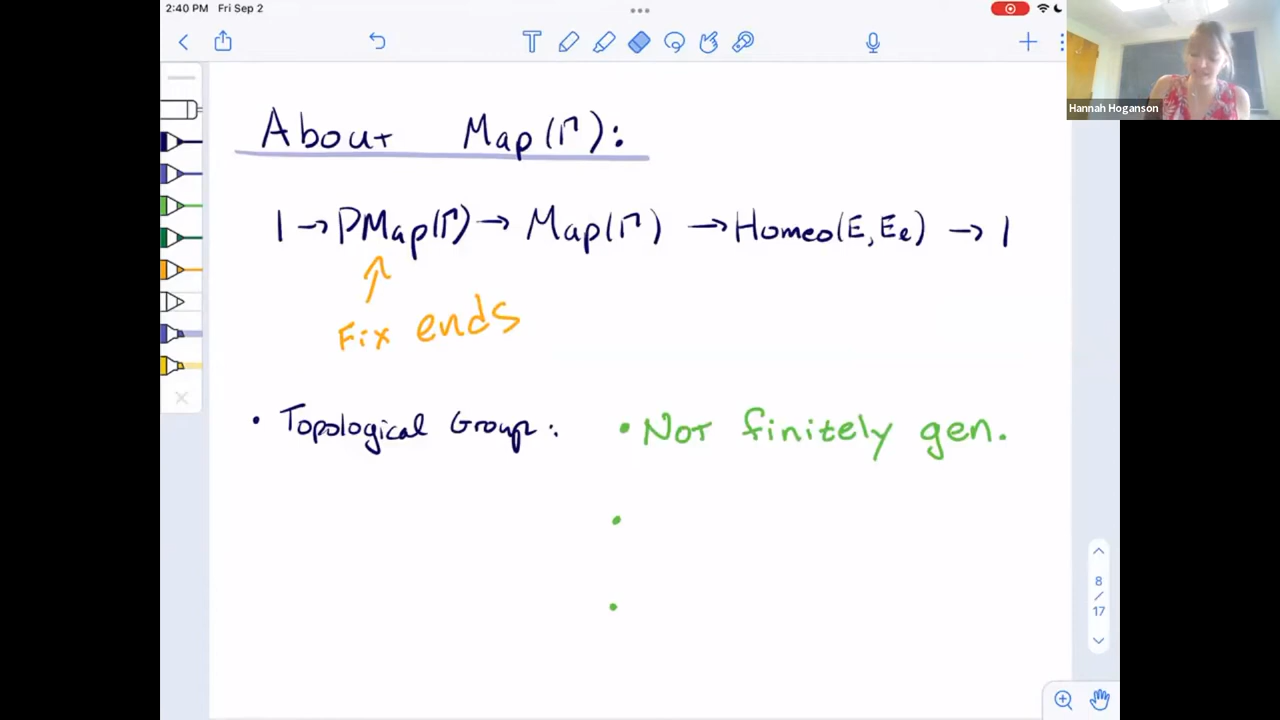 2:40 PM Fri Sep 2
Hannah Hoganson
About Map(Γ):
1 → PMap(Γ) → Map(Γ) → Homeo(E, Eℓ) → 1
Fix ends
• Topological Group: • Not finitely gen.
•
•
8
/
17